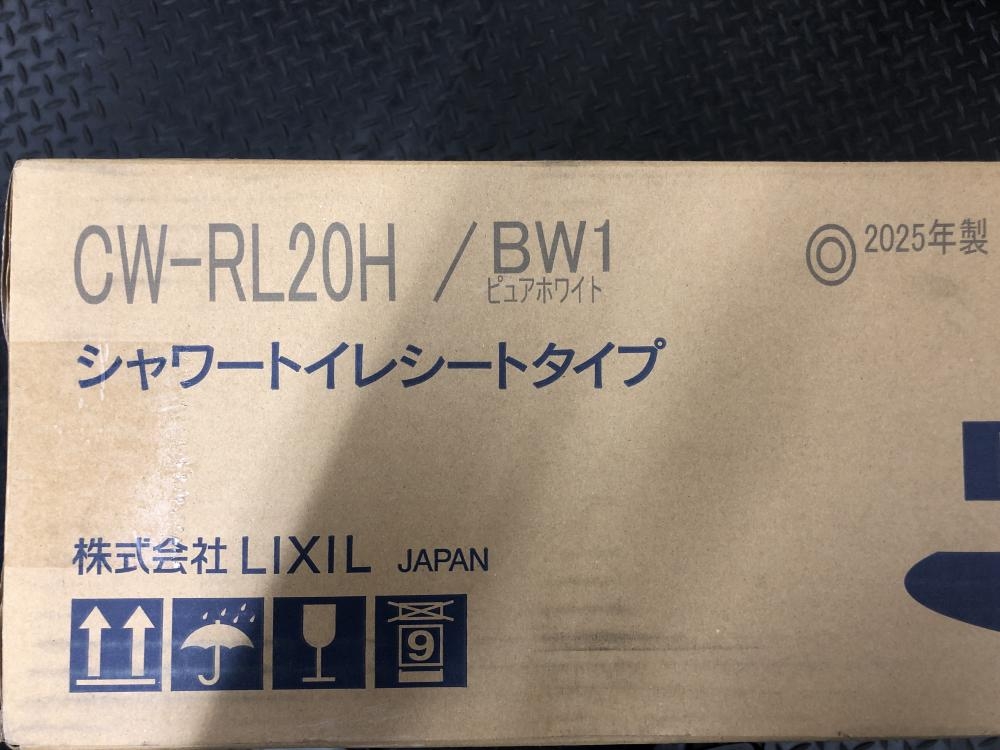 CW-RL20H / BW1
ピュアホワイト
◎ 2025年製
シャワートイレシートタイプ
株式会社 LIXIL JAPAN
9